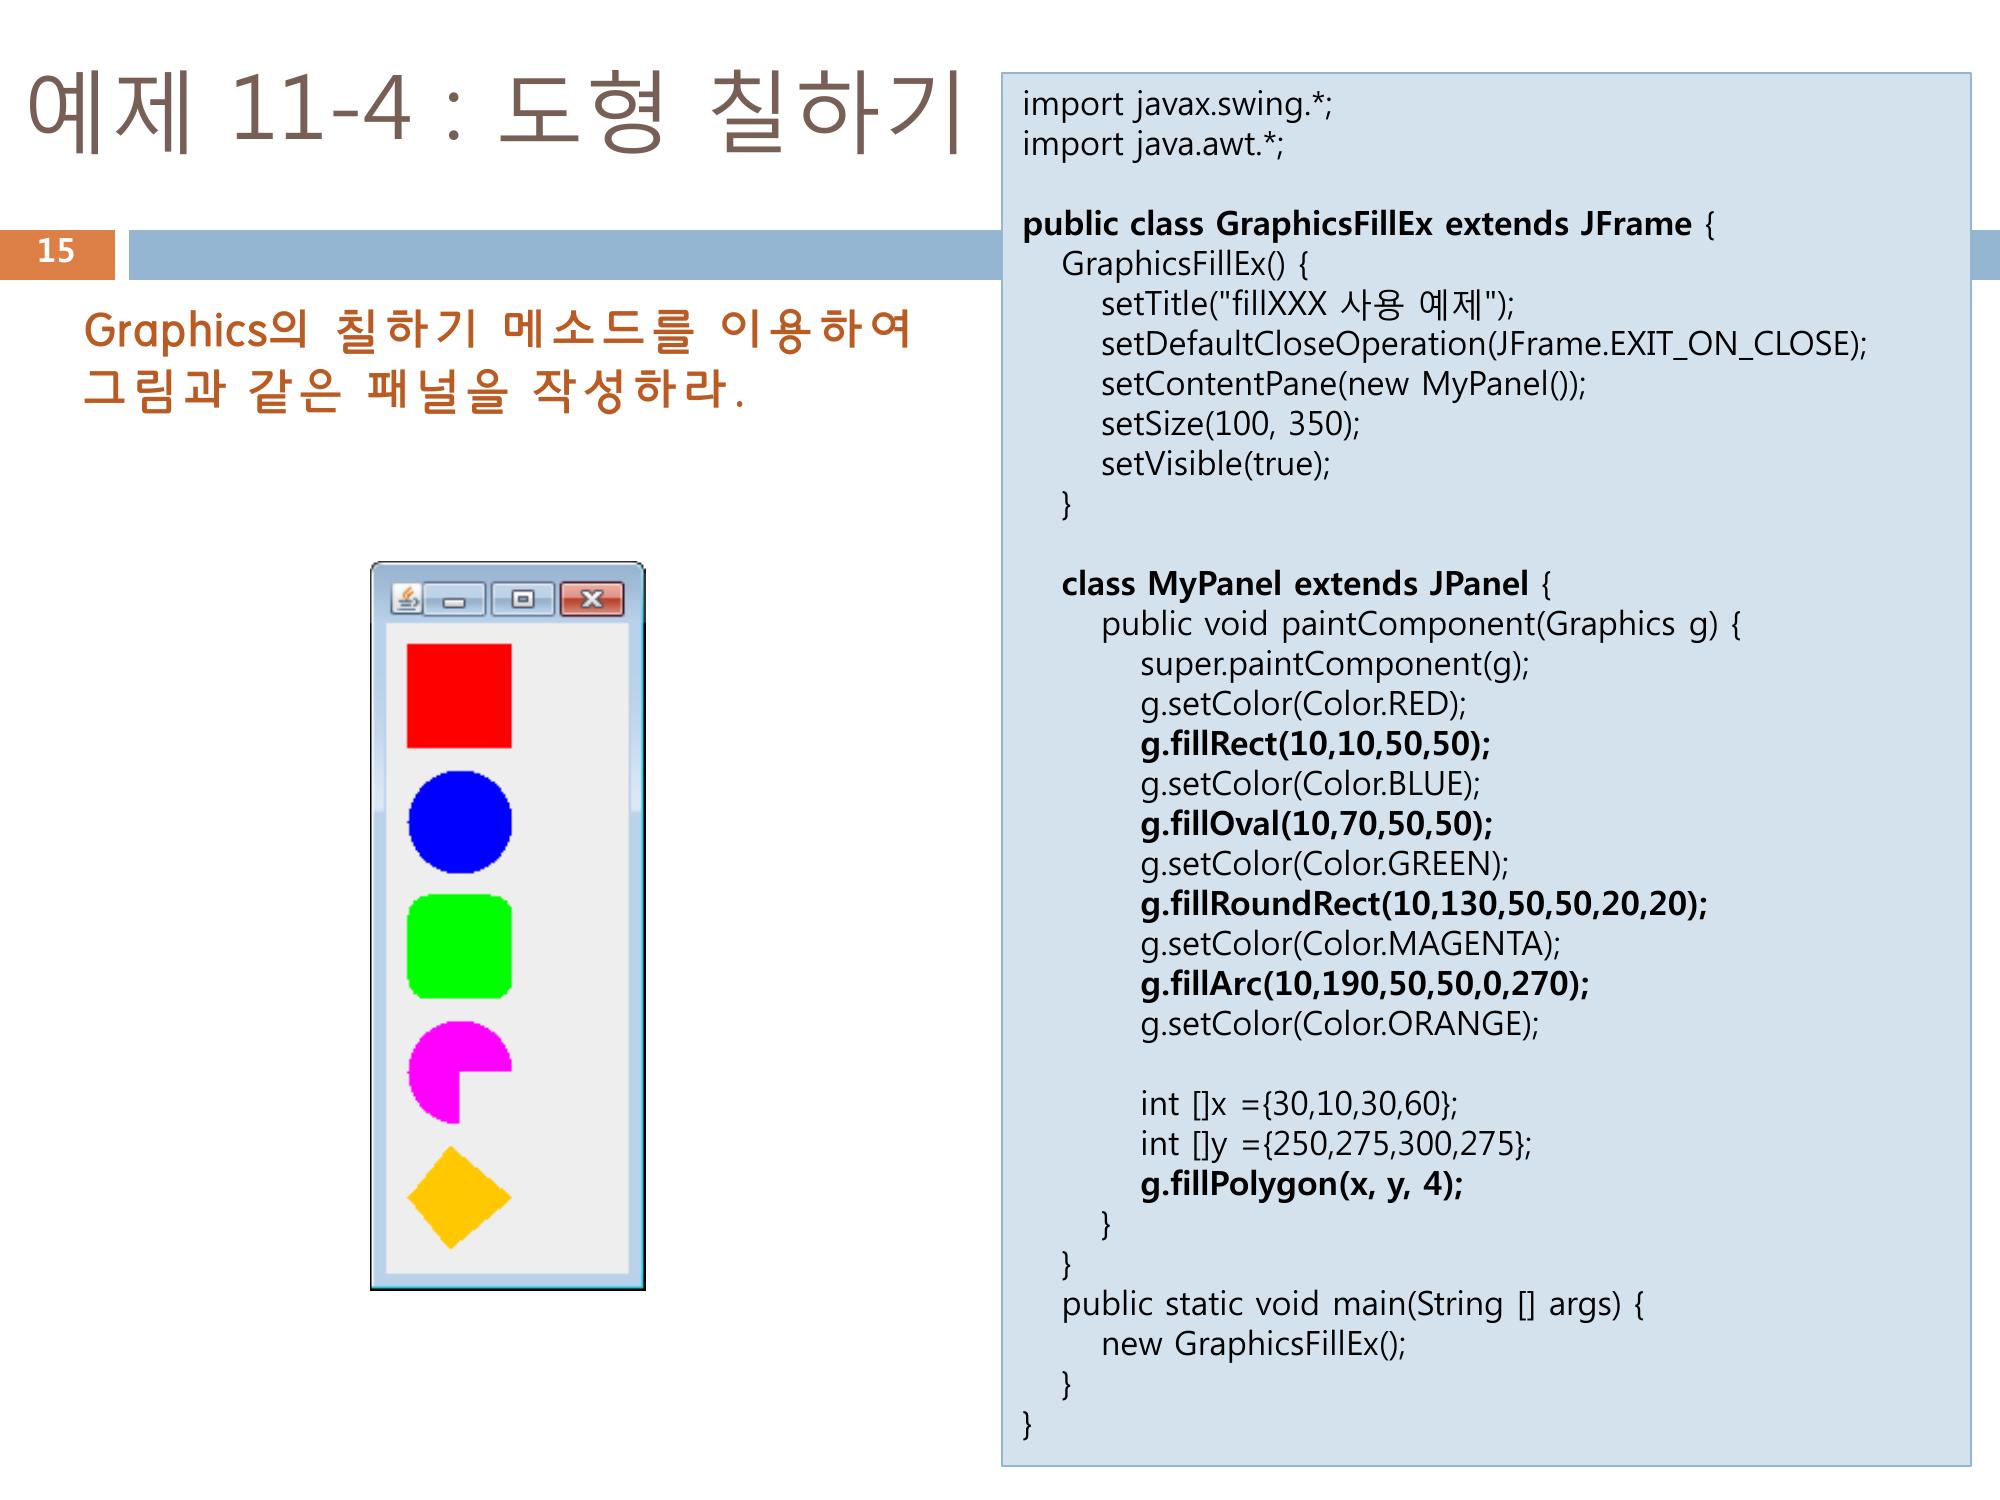 예제 11-4 : 도형 칠하기
15
Graphics의 칠하기 메소드를 이용하여
그림과 같은 패널을 작성하라.
import javax.swing.*;
import java.awt.*;
public class GraphicsFillEx extends JFrame {
GraphicsFillEx() {
setTitle("fillXXX 사용 예제");
setDefaultCloseOperation(JFrame.EXIT_ON_CLOSE);
setContentPane(new MyPanel());
setSize(100, 350);
setVisible(true);
}
class MyPanel extends JPanel {
public void paintComponent(Graphics g) {
super.paintComponent(g);
g.setColor(Color.RED);
g.fillRect(10,10,50,50);
g.setColor(Color.BLUE);
g.fillOval(10,70,50,50);
g.setColor(Color.GREEN);
g.fillRoundRect(10,130,50,50,20,20);
g.setColor(Color.MAGENTA);
g.fillArc(10,190,50,50,0,270);
g.setColor(Color.ORANGE);
int []x ={30,10,30,60};
int []y ={250,275,300,275};
g.fillPolygon(x, y, 4);
}
}
public static void main(String [] args) {
new GraphicsFillEx();
}
}